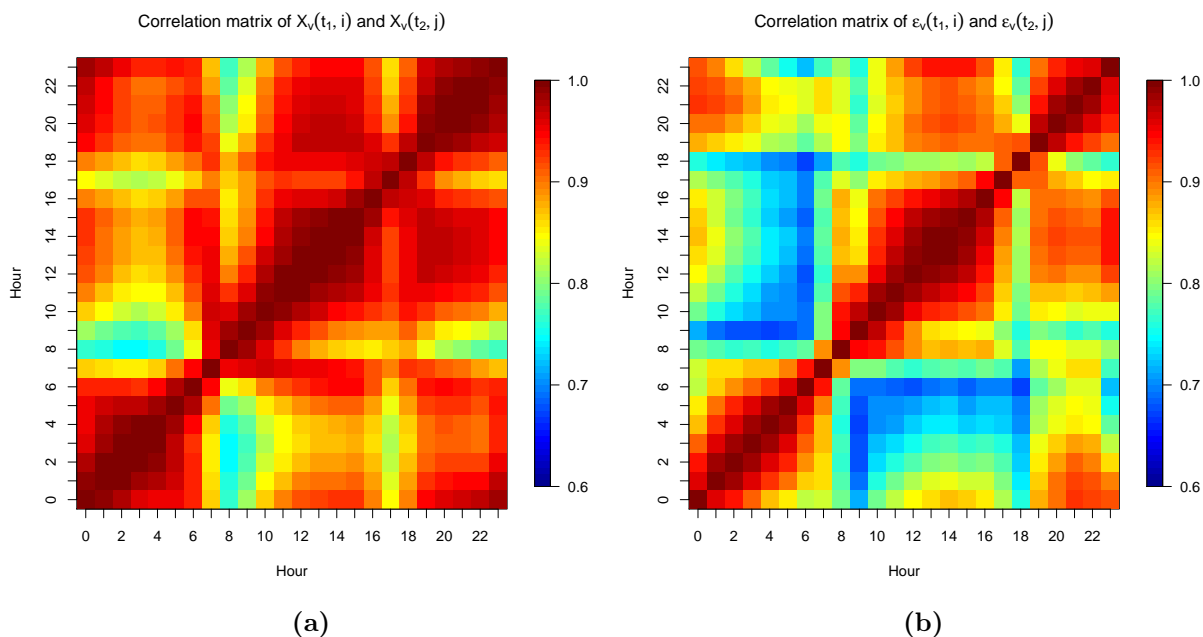 Correlation matrix of Xᵥ(t₁, i) and Xᵥ(t₂, j)
Hour
0 2 4 6 8 10 12 14 16 18 20 22
0 2 4 6 8 10 12 14 16 18 20 22
Hour
0.6 0.7 0.8 0.9 1.0
(a)
Correlation matrix of εᵥ(t₁, i) and εᵥ(t₂, j)
Hour
0 2 4 6 8 10 12 14 16 18 20 22
0 2 4 6 8 10 12 14 16 18 20 22
Hour
0.6 0.7 0.8 0.9 1.0
(b)